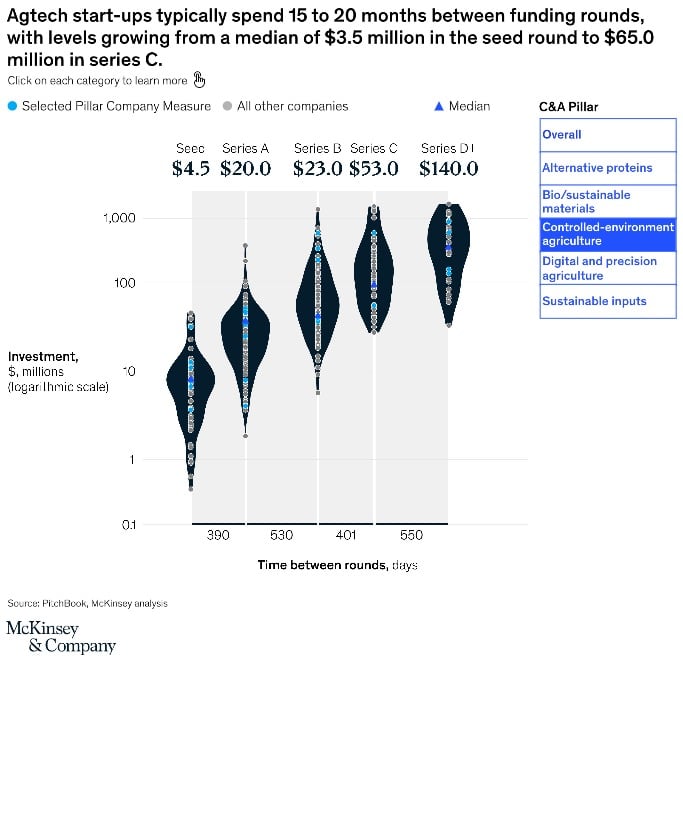 Agtech start-ups typically spend 15 to 20 months between funding rounds,
with levels growing from a median of $3.5 million in the seed round to $65.0
million in series C.
Click on each category to learn more
Selected Pillar Company Measure All other companies Median
C&A Pillar
Overall
Alternative proteins
Bio/sustainable
materials
Controlled-environment
agriculture
Digital and precision
agriculture
Sustainable inputs
Seed Series A Series B Series C Series D+
$4.5 $20.0 $23.0 $53.0 $140.0
1,000
100
10
1
0.1
Investment,
$, millions
(logarithmic scale)
390 530 401 550
Time between rounds, days
Source: PitchBook, McKinsey analysis
McKinsey
& Company